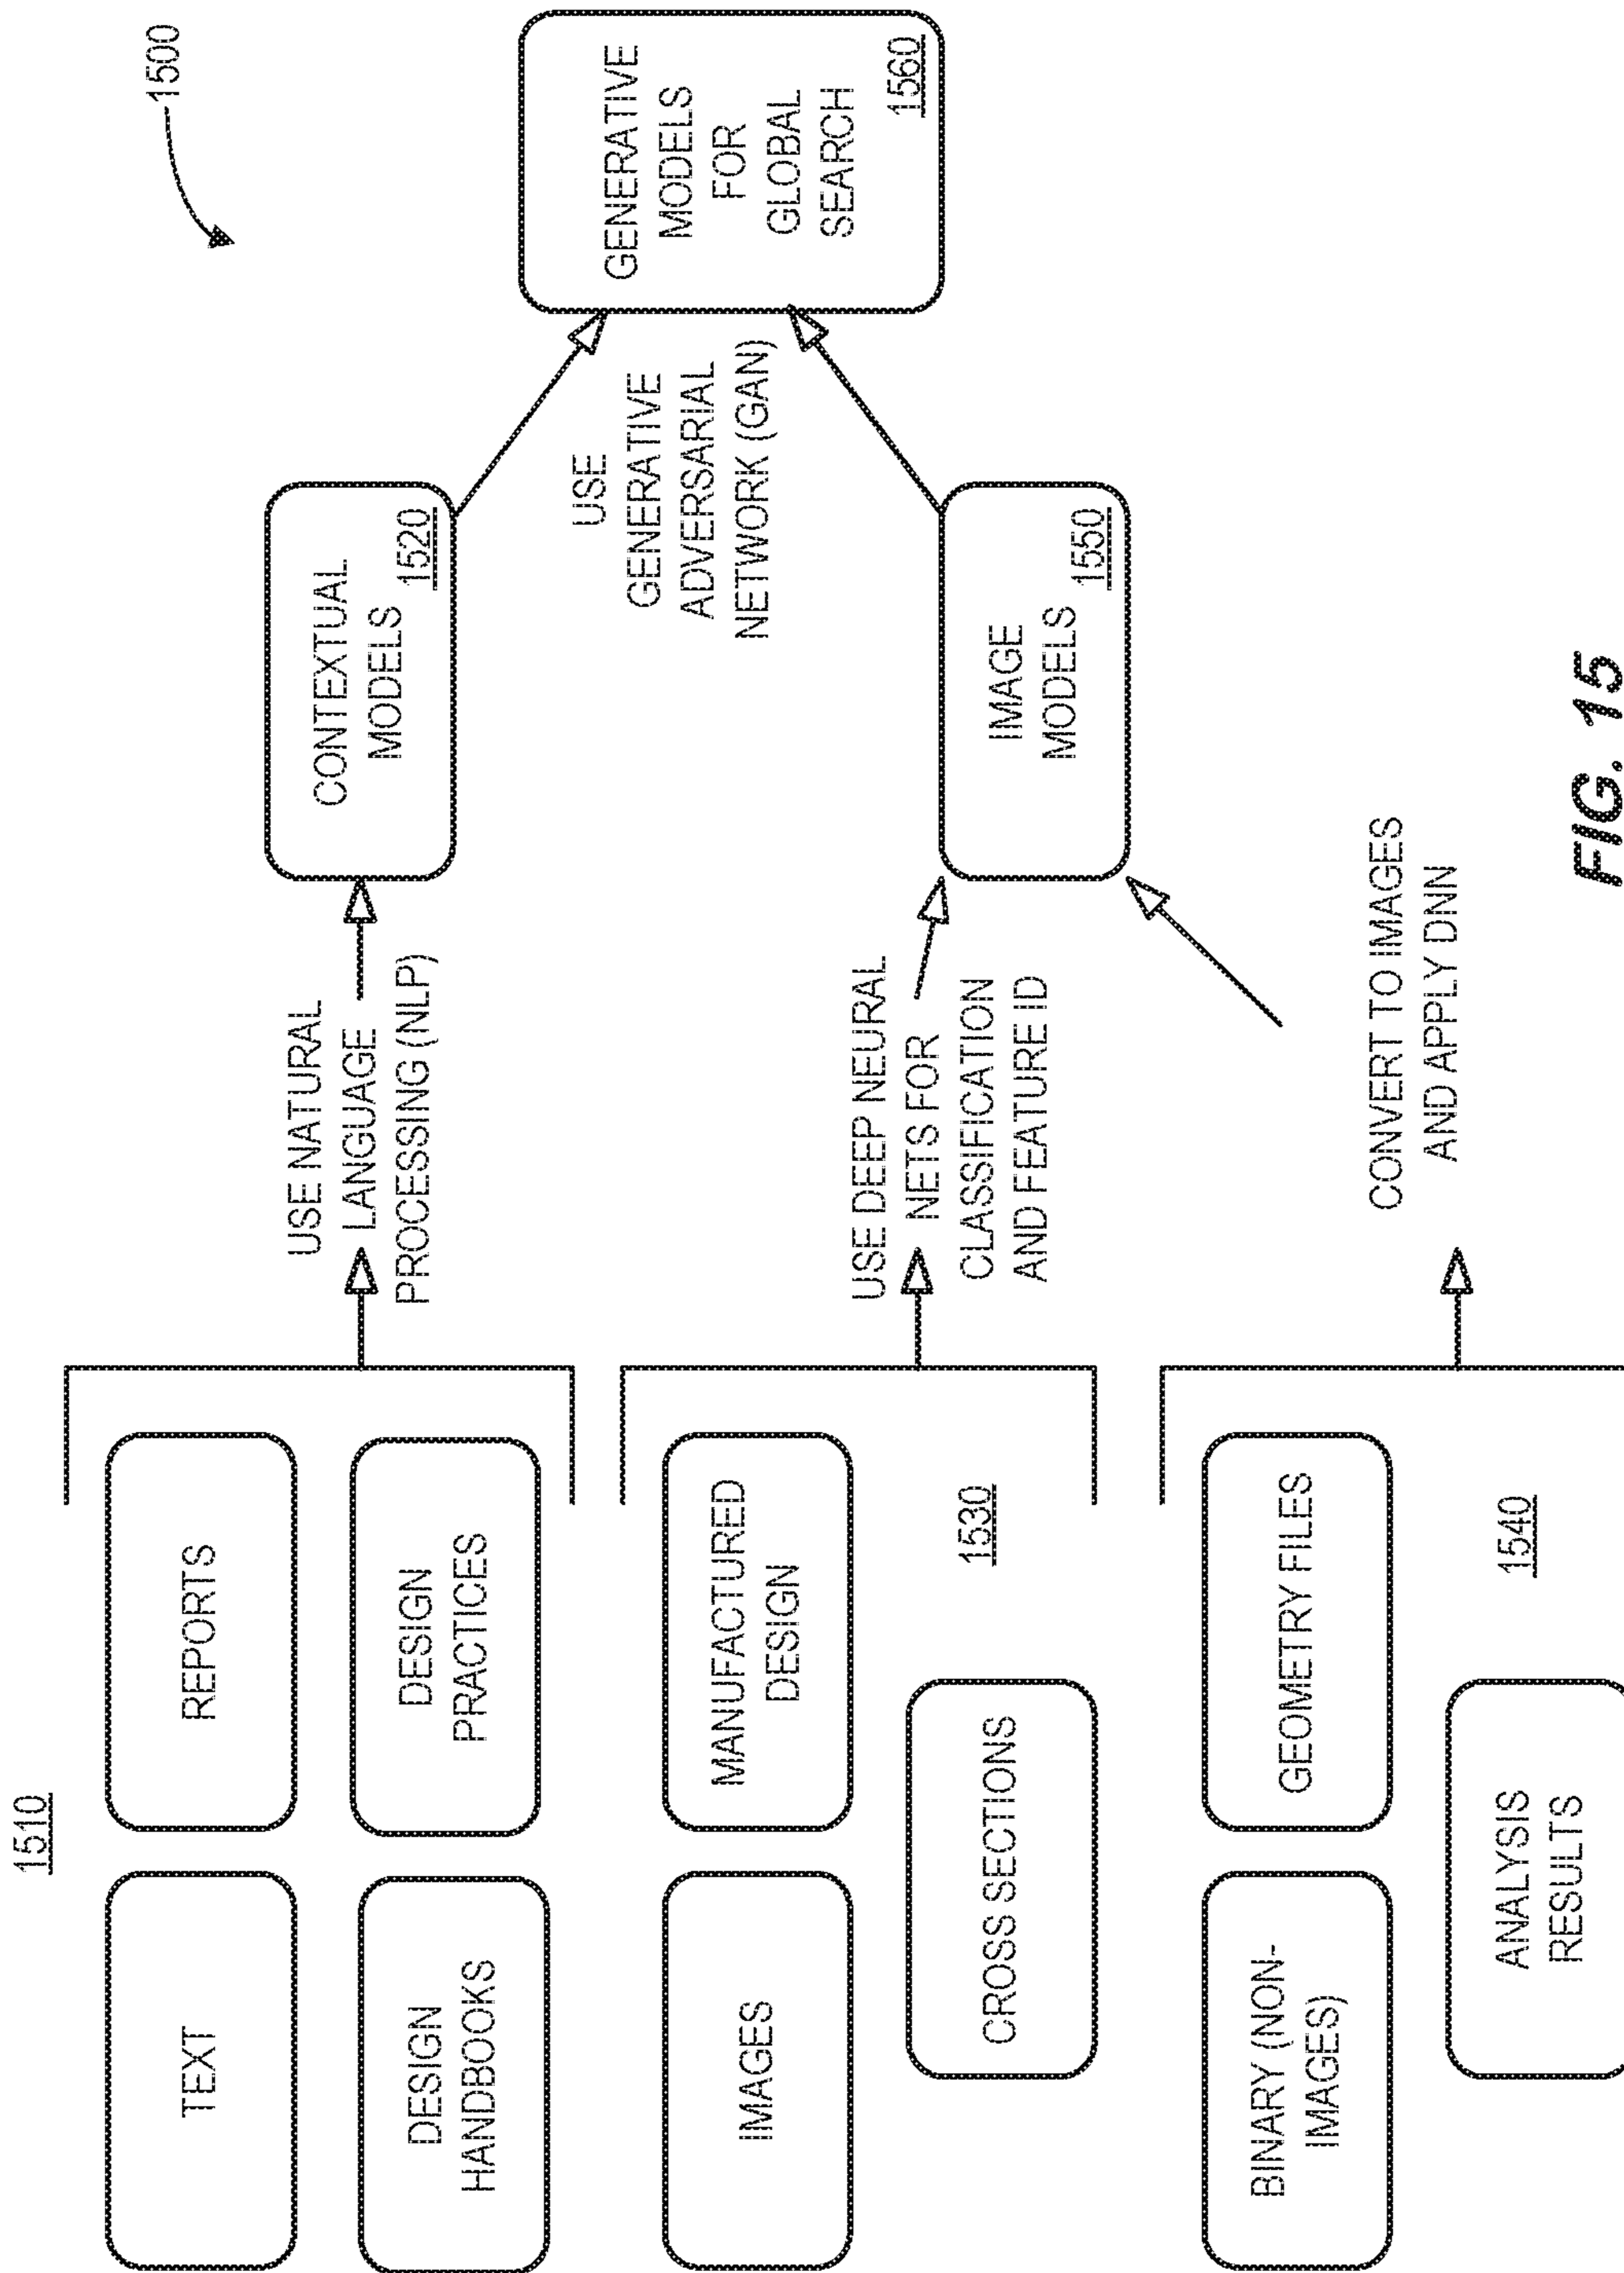 1510
TEXT
REPORTS
DESIGN
HANDBOOKS
DESIGN
PRACTICES
USE NATURAL
LANGUAGE
PROCESSING (NLP)
CONTEXTUAL
MODELS
1520
1500
IMAGES
MANUFACTURED
DESIGN
CROSS SECTIONS
1530
USE DEEP NEURAL
NETS FOR
CLASSIFICATION
AND FEATURE ID
IMAGE
MODELS
1550
USE
GENERATIVE
ADVERSARIAL
NETWORK (GAN)
GENERATIVE
MODELS
FOR
GLOBAL
SEARCH
1560
BINARY (NON-
IMAGES)
GEOMETRY FILES
ANALYSIS
RESULTS
1540
CONVERT TO IMAGES
AND APPLY DNN
FIG. 15